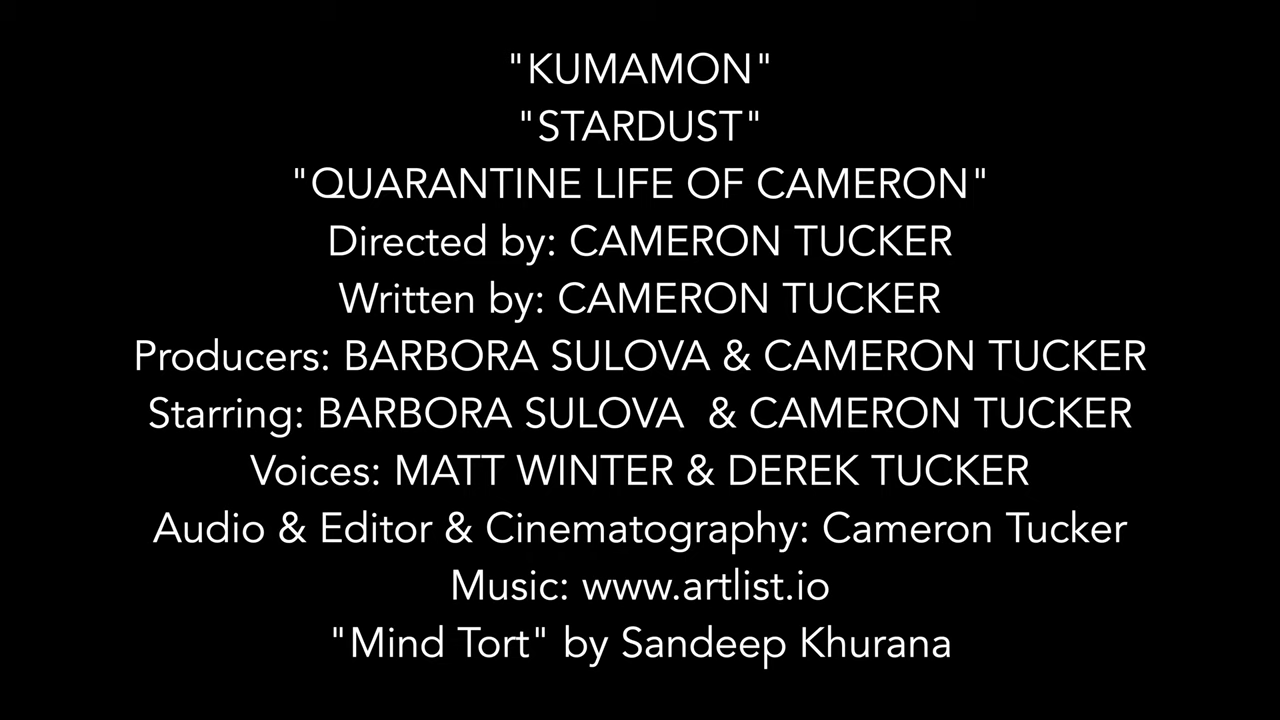 "KUMAMON"
"STARDUST"
"QUARANTINE LIFE OF CAMERON"
Directed by: CAMERON TUCKER
Written by: CAMERON TUCKER
Producers: BARBORA SULOVA & CAMERON TUCKER
Starring: BARBORA SULOVA & CAMERON TUCKER
Voices: MATT WINTER & DEREK TUCKER
Audio & Editor & Cinematography: Cameron Tucker
Music: www.artlist.io
"Mind Tort" by Sandeep Khurana